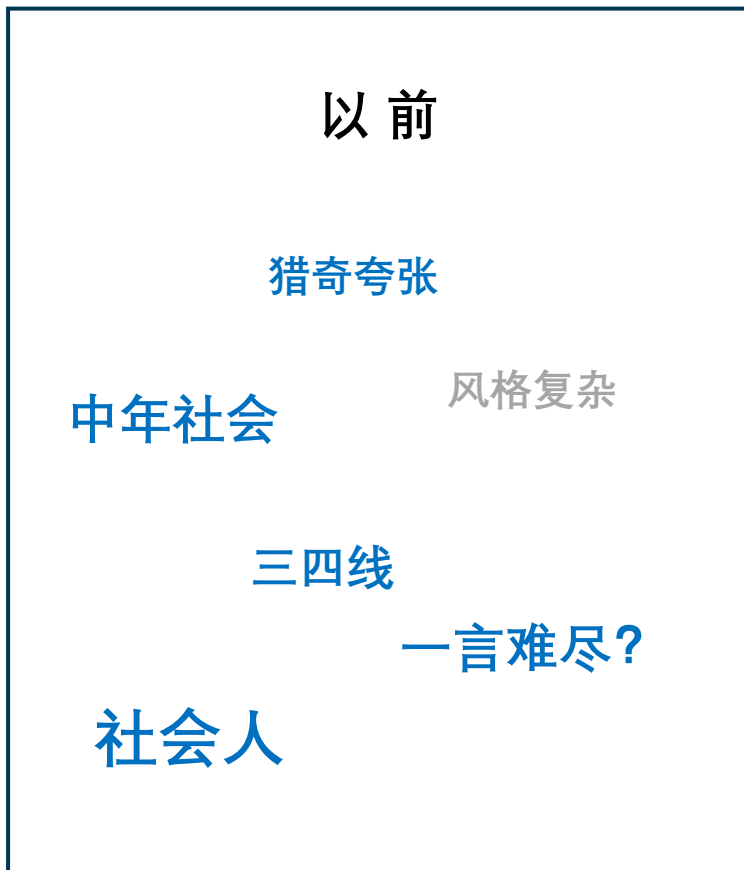 以前
猎奇夸张
风格复杂
中年社会
三四线
一言难尽?
社会人